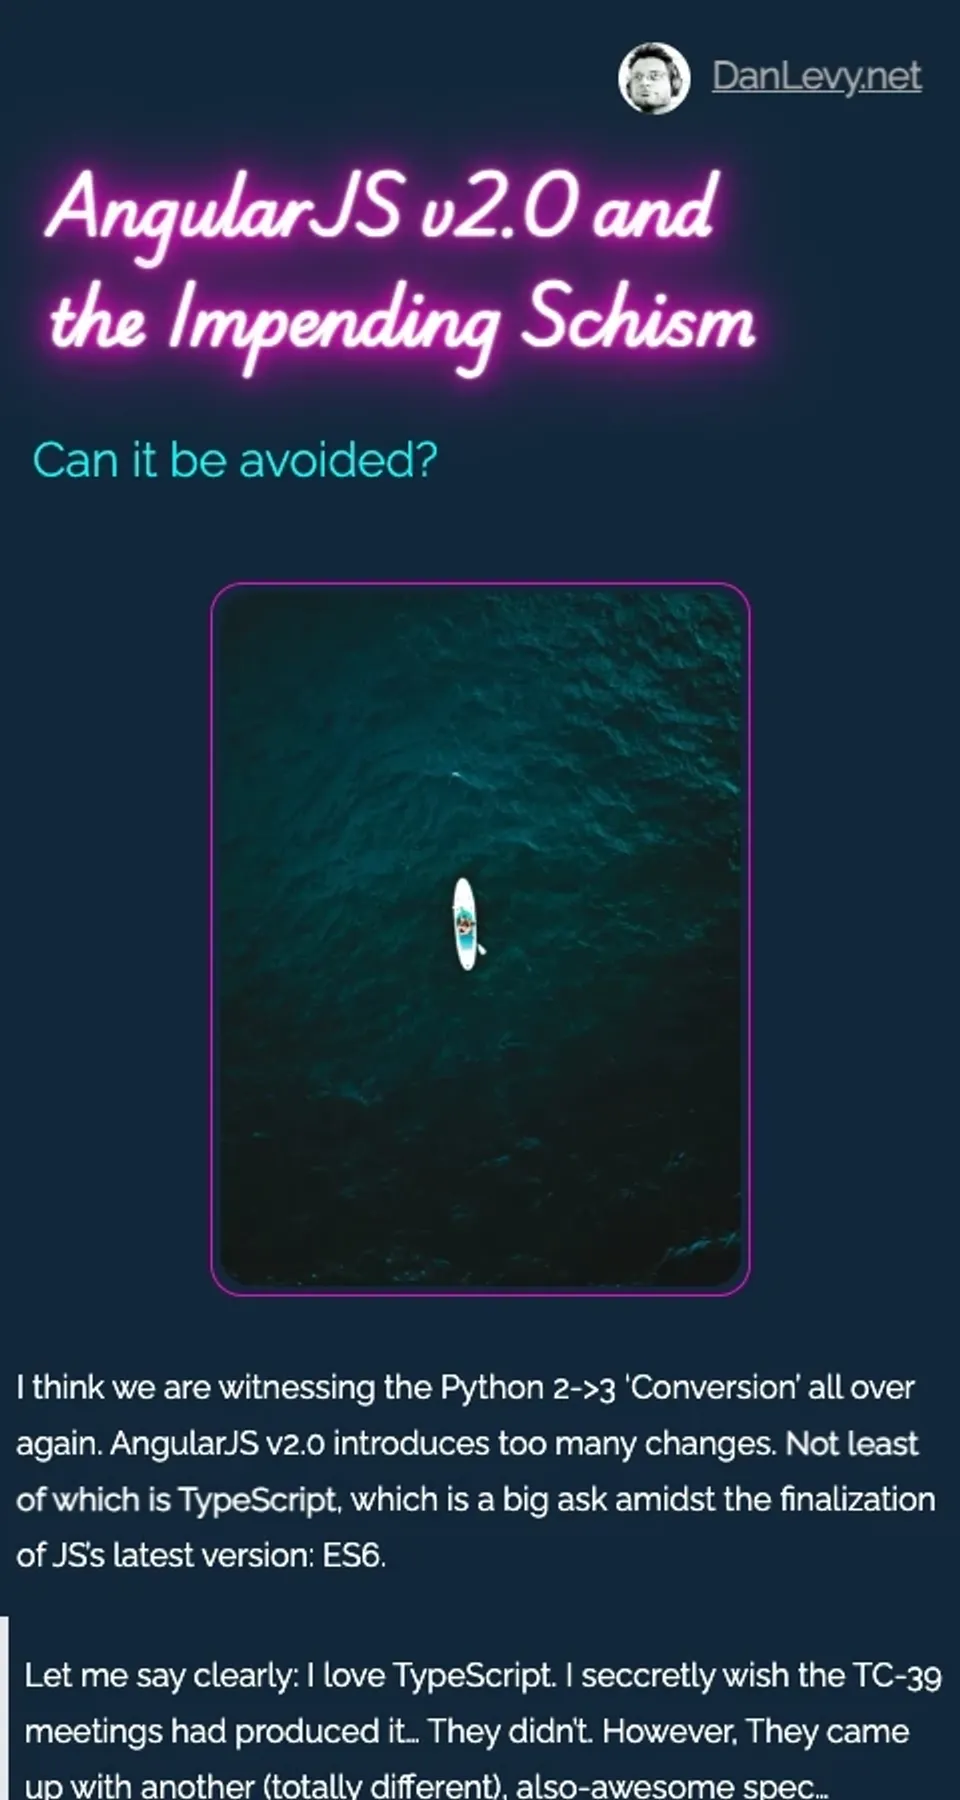 DanLevy.net
AngularJS v2.0 and
the Impending Schism
Can it be avoided?
I think we are witnessing the Python 2->3 ‘Conversion’ all over
again. AngularJS v2.0 introduces too many changes. Not least
of which is TypeScript, which is a big ask amidst the finalization
of JS’s latest version: ES6.
Let me say clearly: I love TypeScript. I seccretly wish the TC-39
meetings had produced it… They didn’t. However, They came
up with another (totally different), also-awesome spec…